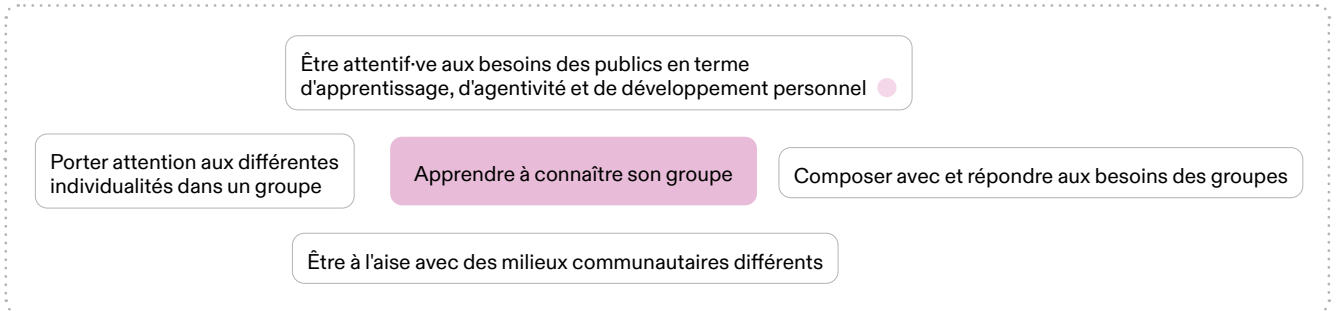 Être attentif·ve aux besoins des publics en terme
d'apprentissage, d'agentivité et de développement personnel
Porter attention aux différentes
individualités dans un groupe
Apprendre à connaître son groupe
Composer avec et répondre aux besoins des groupes
Être à l'aise avec des milieux communautaires différents